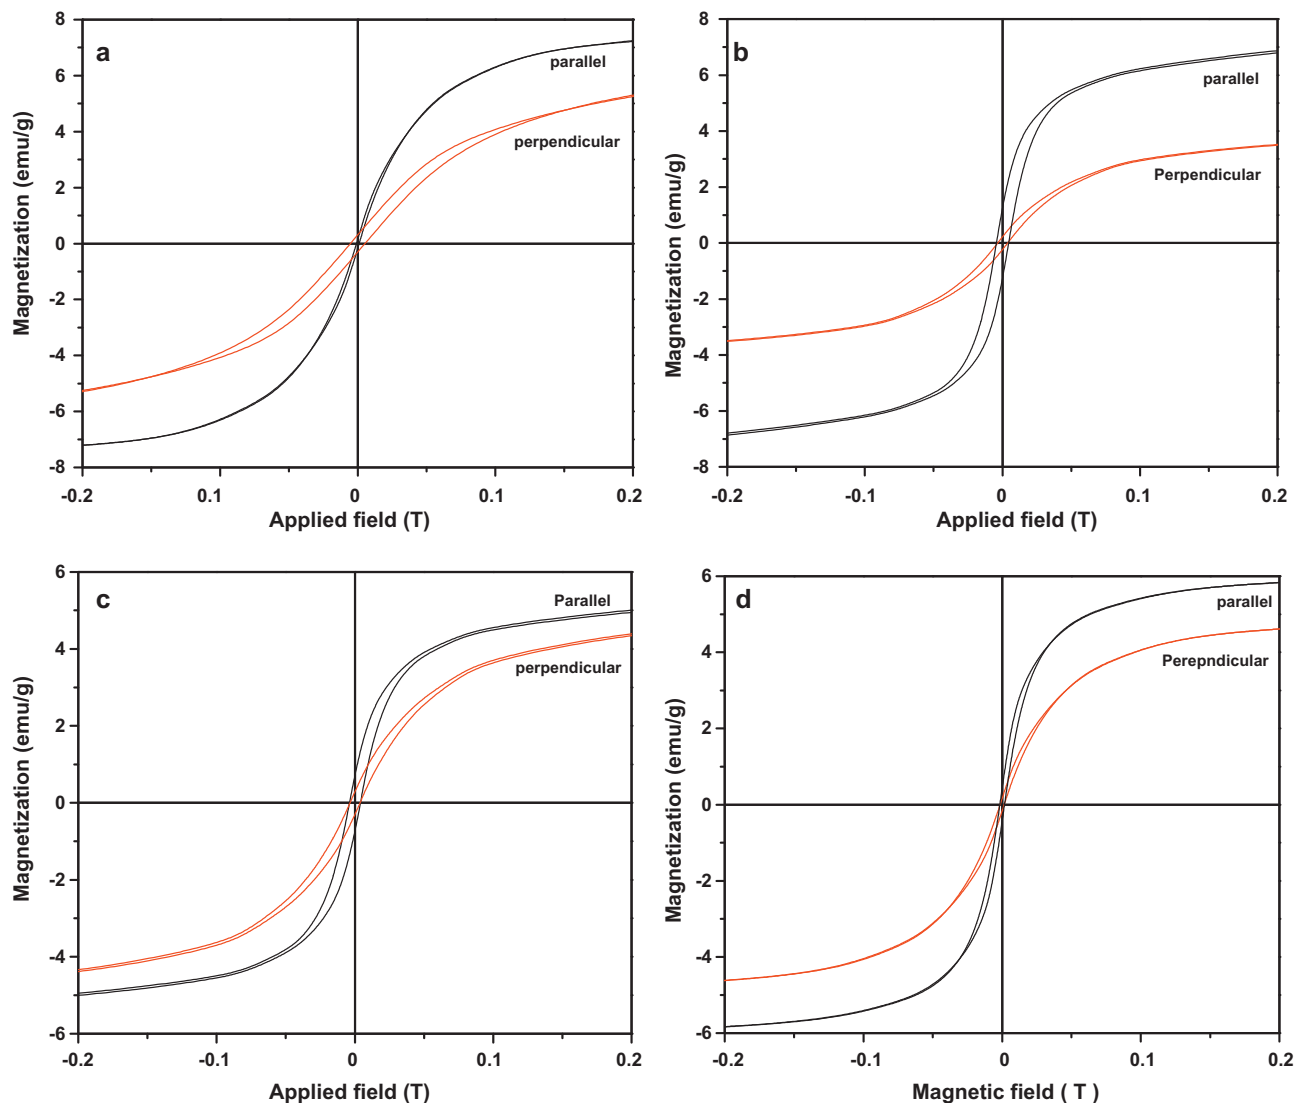 a
8
6
4
2
0
-2
-4
-6
-8
Magnetization (emu/g)
parallel
perpendicular
-0.2
0.1
0
0.1
0.2
Applied field (T)
b
8
6
4
2
0
-2
-4
-6
-8
Magnetization (emu/g)
parallel
Perpendicular
-0.2
-0.1
0
0.1
0.2
Applied field (T)
c
6
4
2
0
-2
-4
-6
Magnetization (emu/g)
Parallel
perpendicular
-0.2
-0.1
0
0.1
0.2
Applied field (T)
d
6
4
2
0
-2
-4
-6
Magnetization (emu/g)
parallel
Perepndicular
-0.2
-0.1
0
0.1
0.2
Magnetic field ( T )